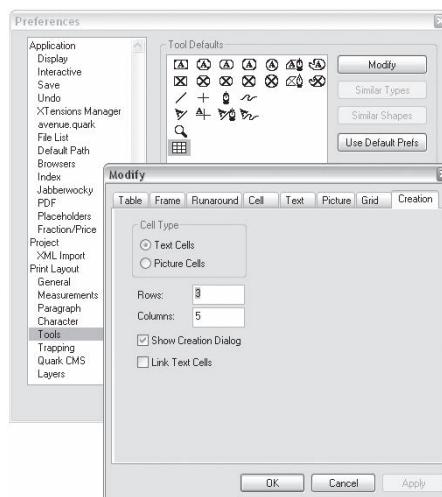 Preferences
Application
Display
Interactive
Save
Undo
XTensions Manager
avenue.quark
File List
Default Path
Browsers
Index
Jabberwocky
PDF
Placeholders
Fraction/Price
Project
XML Import
Print Layout
General
Measurements
Paragraph
Character
Tools
Trapping
Quark CMS
Layers
Tool Defaults
Modify
Similar Types
Similar Shapes
Use Default Prefs
Modify
Table Frame Runaround Cell Text Picture Grid Creation
Cell Type
Text Cells
Picture Cells
Rows: 3
Columns: 5
Show Creation Dialog
Link Text Cells
OK Cancel Apply